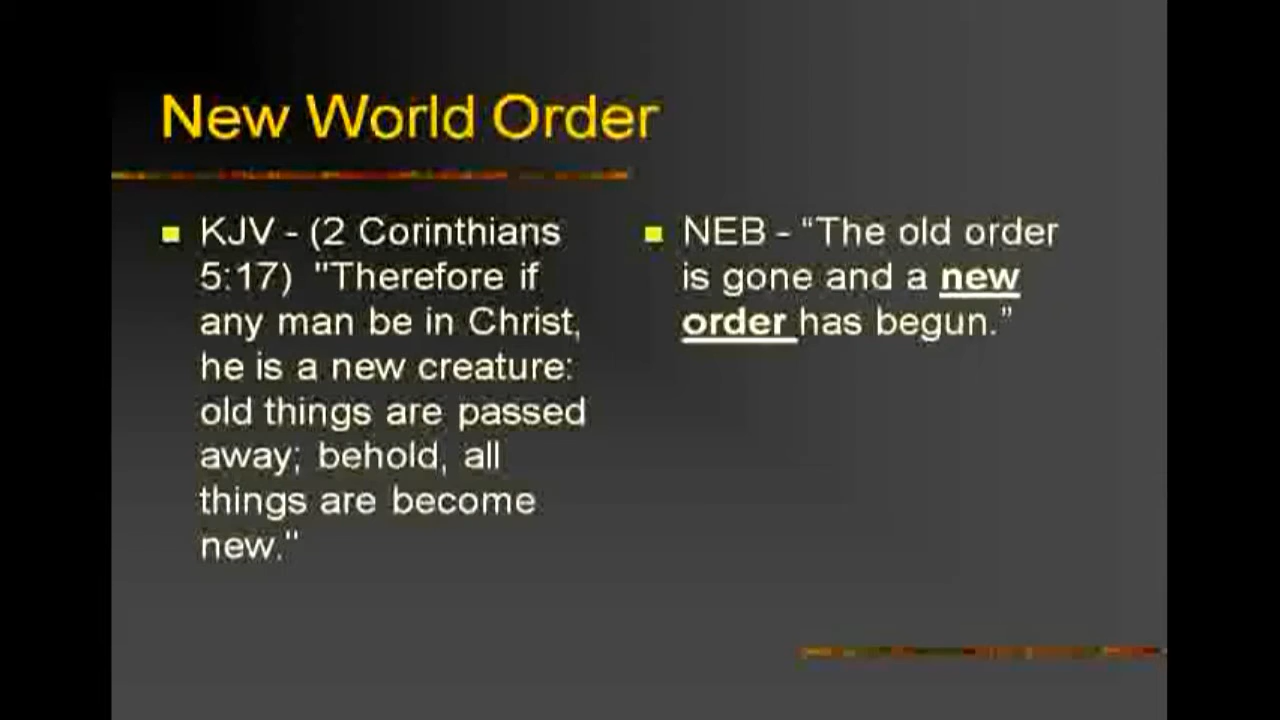 New World Order
KJV - (2 Corinthians
5:17) "Therefore if
any man be in Christ,
he is a new creature:
old things are passed
away; behold, all
things are become
new."
NEB - “The old order
is gone and a new
order has begun.”